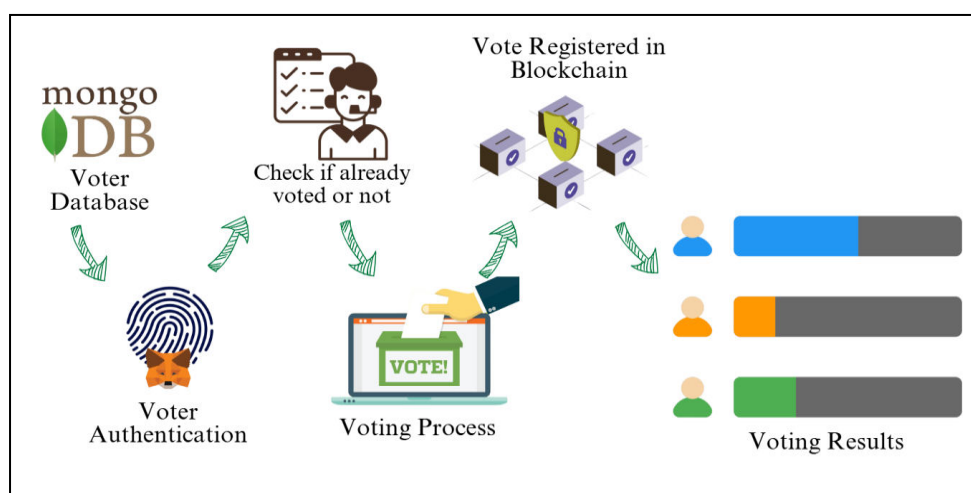 mongo
DB
Voter
Database
Voter
Authentication
Check if already
voted or not
VOTE!
Voting Process
Vote Registered in
Blockchain
Voting Results